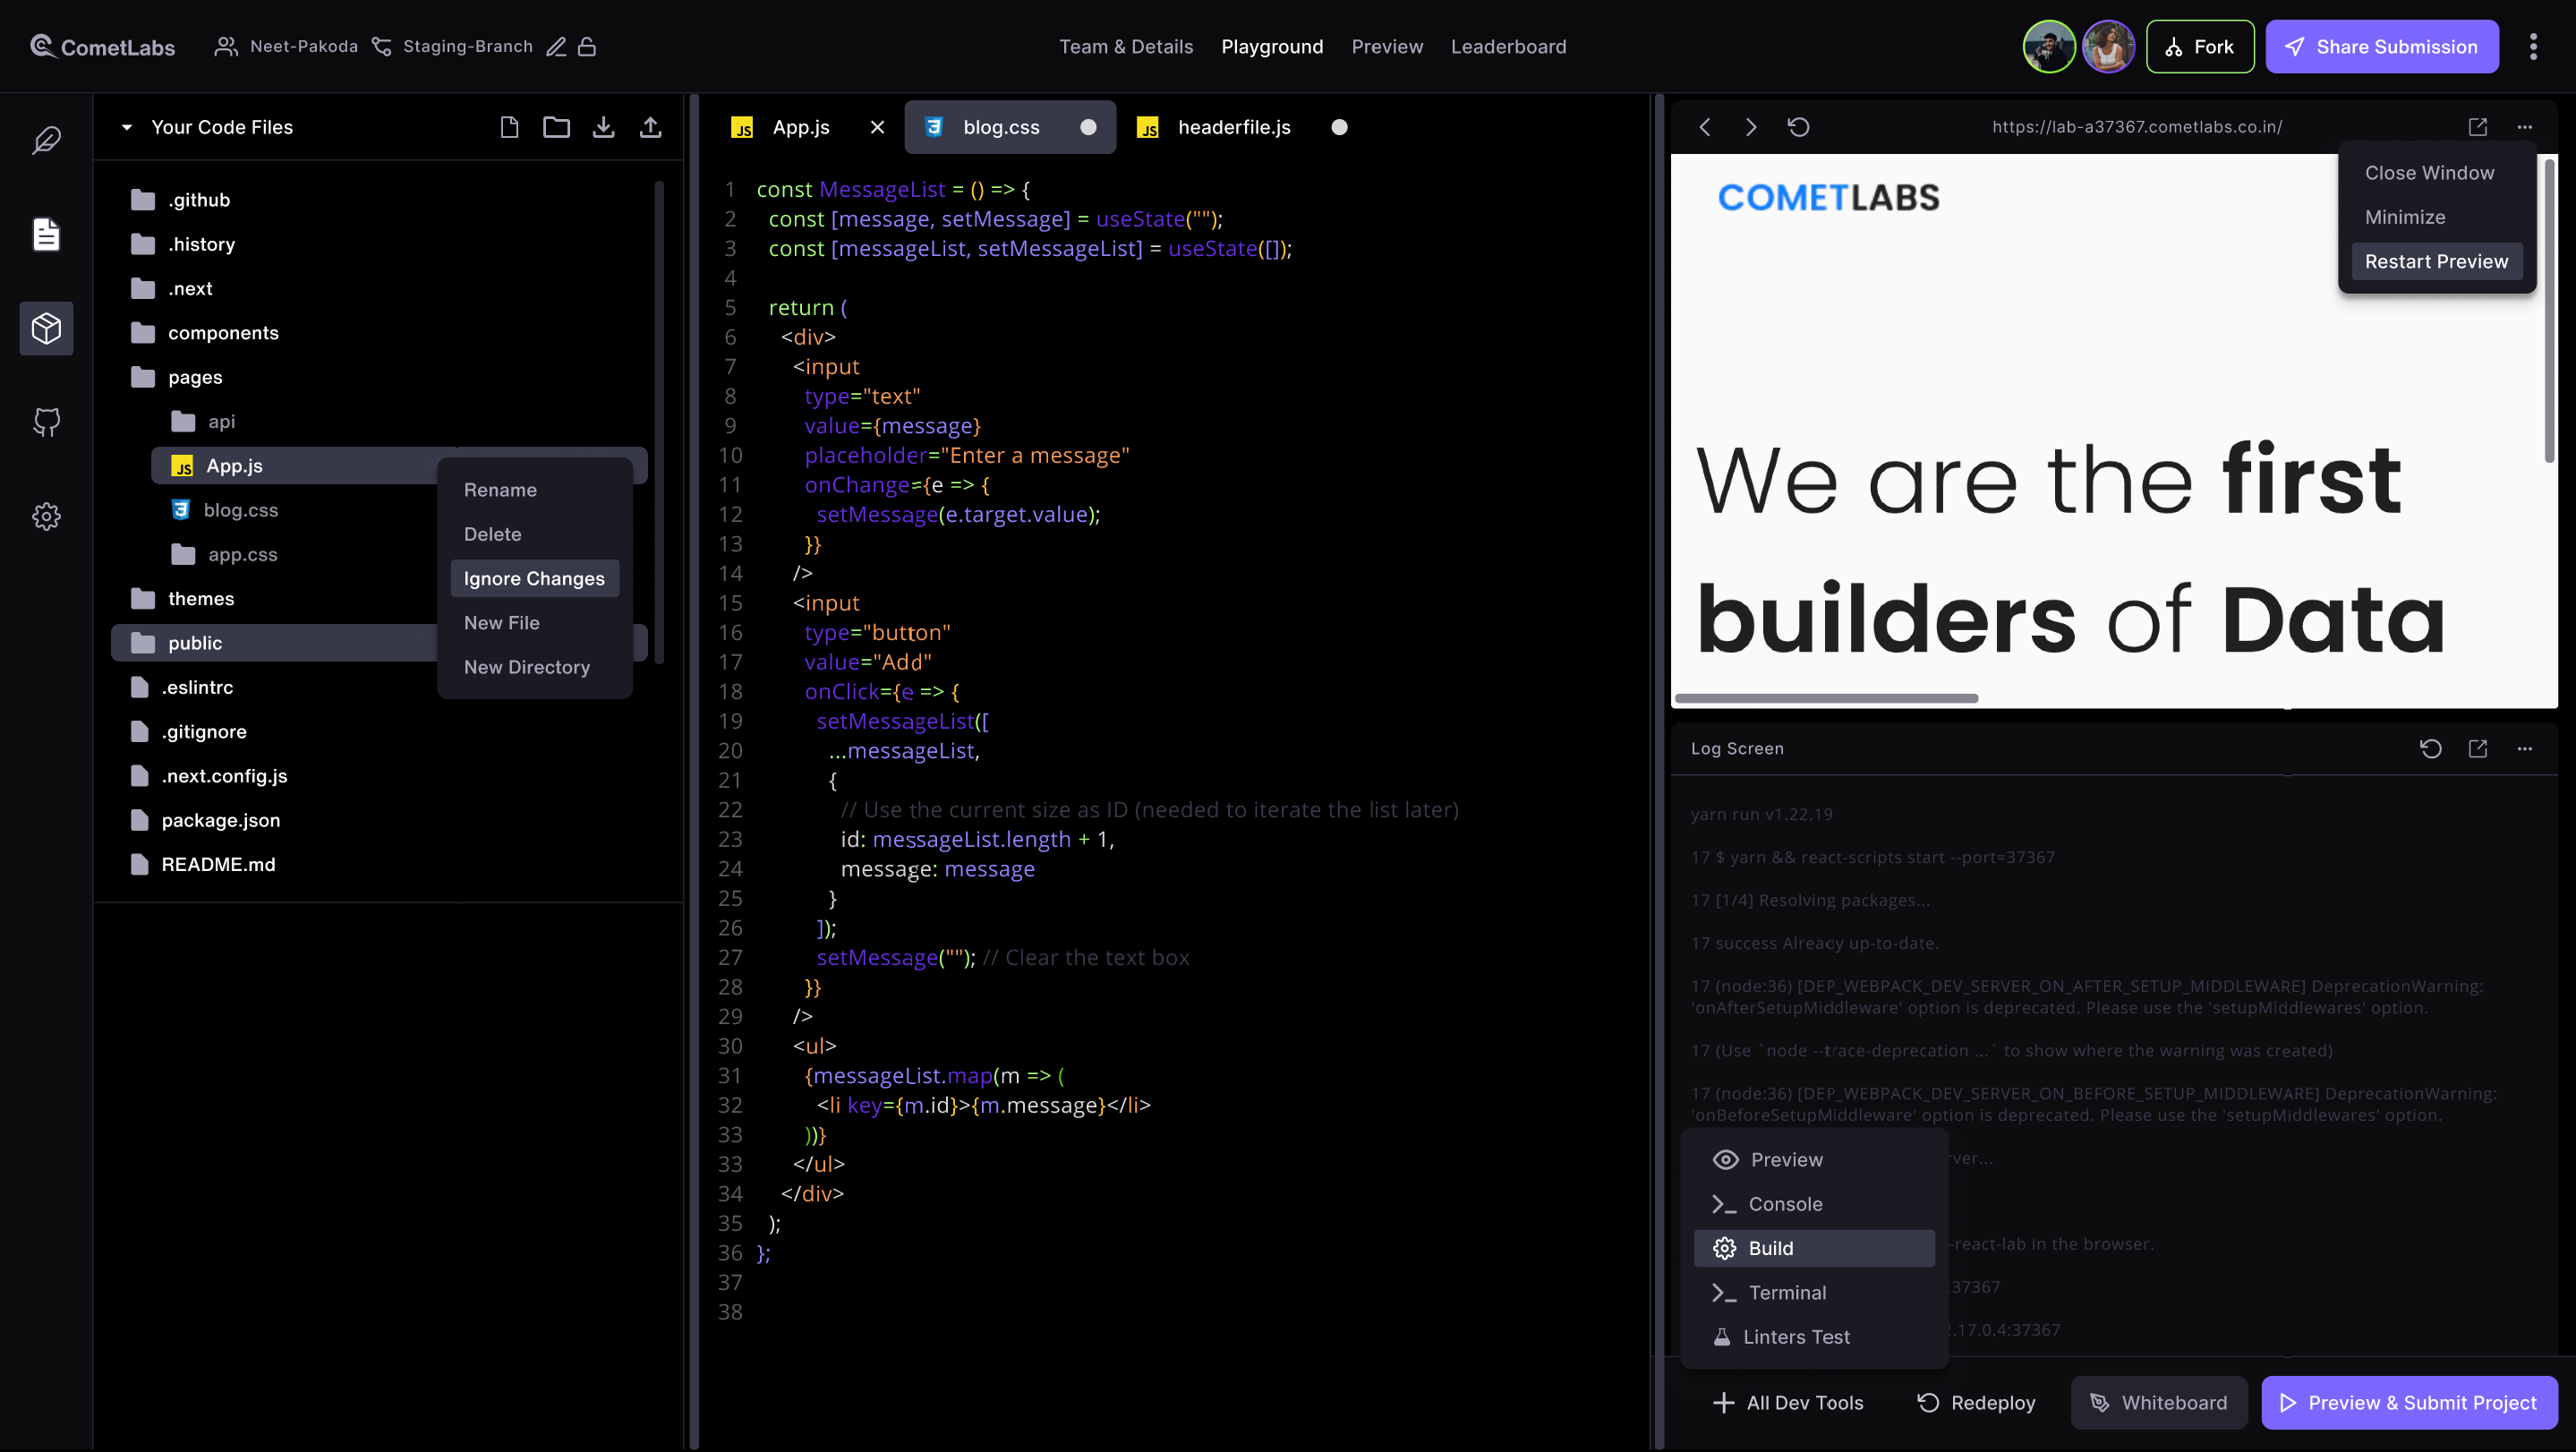 CometLabs
Neet-Pakoda
Staging-Branch
Team & Details
Playground
Preview
Leaderboard
Fork
Share Submission
Your Code Files
.github
.history
.next
components
pages
api
JS App.js
blog.css
app.css
themes
public
.eslintrc
.gitignore
.next.config.js
package.json
README.md
Rename
Delete
Ignore Changes
New File
New Directory
JS App.js
blog.css
JS headerfile.js
1 const MessageList = () => {
2 const [message, setMessage] = useState("");
3 const [messageList, setMessageList] = useState([]);
4
5 return (
6 <div>
7 <input
8 type="text"
9 value={message}
10 placeholder="Enter a message"
11 onChange={e => {
12 setMessage(e.target.value);
13 }}
14 />
15 <input
16 type="button"
17 value="Add"
18 onClick={e => {
19 setMessageList([
20 ...messageList,
21 {
22 // Use the current size as ID (needed to iterate the list later)
23 id: messageList.length + 1,
24 message: message
25 }
26 ]);
27 setMessage(""); // Clear the text box
28 }}
29 />
30 <ul>
31 {messageList.map(m => (
32 <li key={m.id}>{m.message}</li>
33 ))}
33 </ul>
34 </div>
35 );
36 };
37
38
https://lab-a37367.cometlabs.co.in/
Close Window
Minimize
Restart Preview
COMETLABS
We are the first
builders of Data
Log Screen
yarn run v1.22.19
17 $ yarn && react-scripts start --port=37367
17 [1/4] Resolving packages...
17 success Already up-to-date.
17 (node:36) [DEP_WEBPACK_DEV_SERVER_ON_AFTER_SETUP_MIDDLEWARE] DeprecationWarning:
'onAfterSetupMiddleware' option is deprecated. Please use the 'setupMiddlewares' option.
17 (Use `node --trace-deprecation ...` to show where the warning was created)
17 (node:36) [DEP_WEBPACK_DEV_SERVER_ON_BEFORE_SETUP_MIDDLEWARE] DeprecationWarning:
'onBeforeSetupMiddleware' option is deprecated. Please use the 'setupMiddlewares' option.
rver...
-react-lab in the browser.
:37367
.17.0.4:37367
Preview
Console
Build
Terminal
Linters Test
All Dev Tools
Redeploy
Whiteboard
Preview & Submit Project